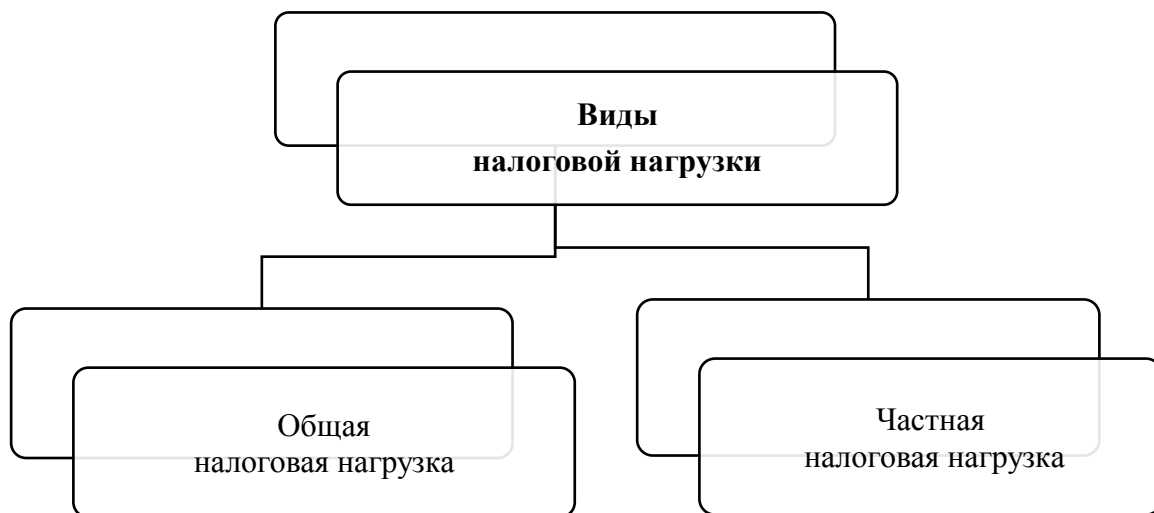 Виды
налоговой нагрузки
Общая
налоговая нагрузка
Частная
налоговая нагрузка